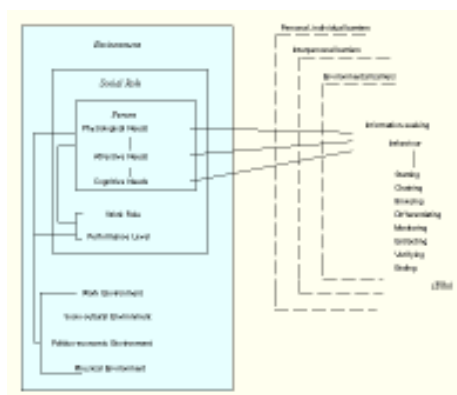 Environment
Social Role
Person
Physiological Needs
Affective Needs
Cognitive Needs
Work Role
Performance Level
Work Environment
Socio-cultural Environment
Politico-economic Environment
Physical Environment
Personal, individual barriers
Interpersonal barriers
Environmental barriers
Information-seeking
behaviour
Starting
Chaining
Browsing
Differentiating
Monitoring
Extracting
Verifying
Ending
(Ellis)